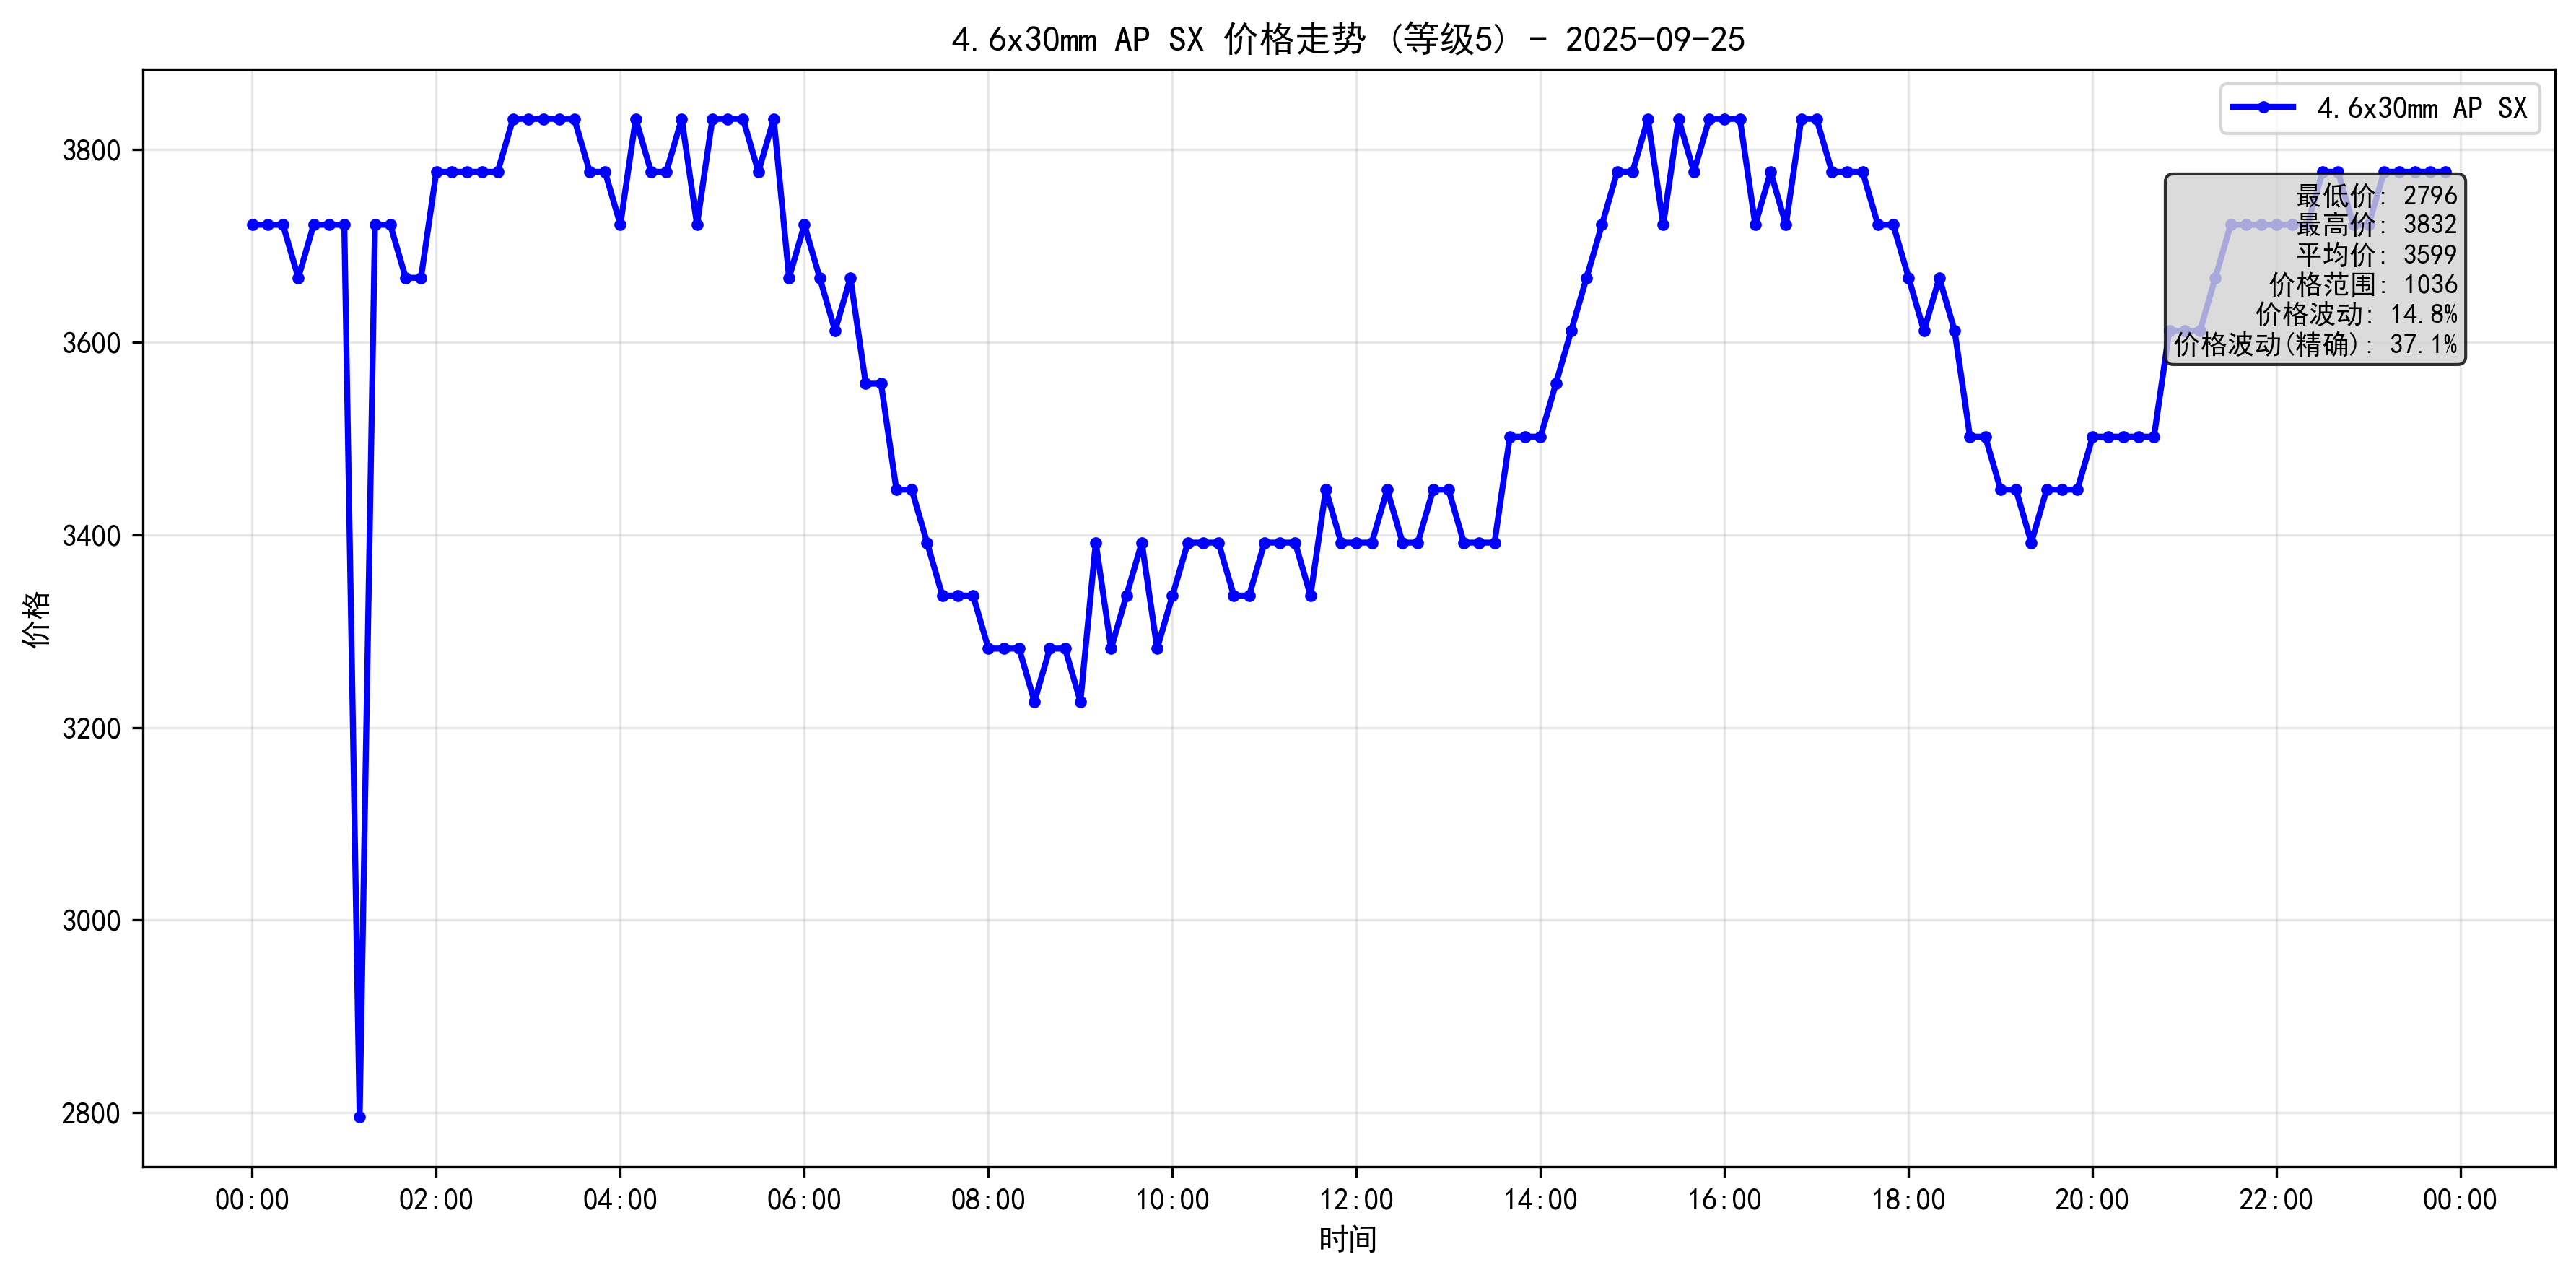 4.6x30mm AP SX 价格走势 (等级5) - 2025-09-25
4.6x30mm AP SX
最低价: 2796
最高价: 3832
平均价: 3599
价格范围: 1036
价格波动: 14.8%
价格波动(精确): 37.1%
价格
3800
3600
3400
3200
3000
2800
00:00 02:00 04:00 06:00 08:00 10:00 12:00 14:00 16:00 18:00 20:00 22:00 00:00
时间